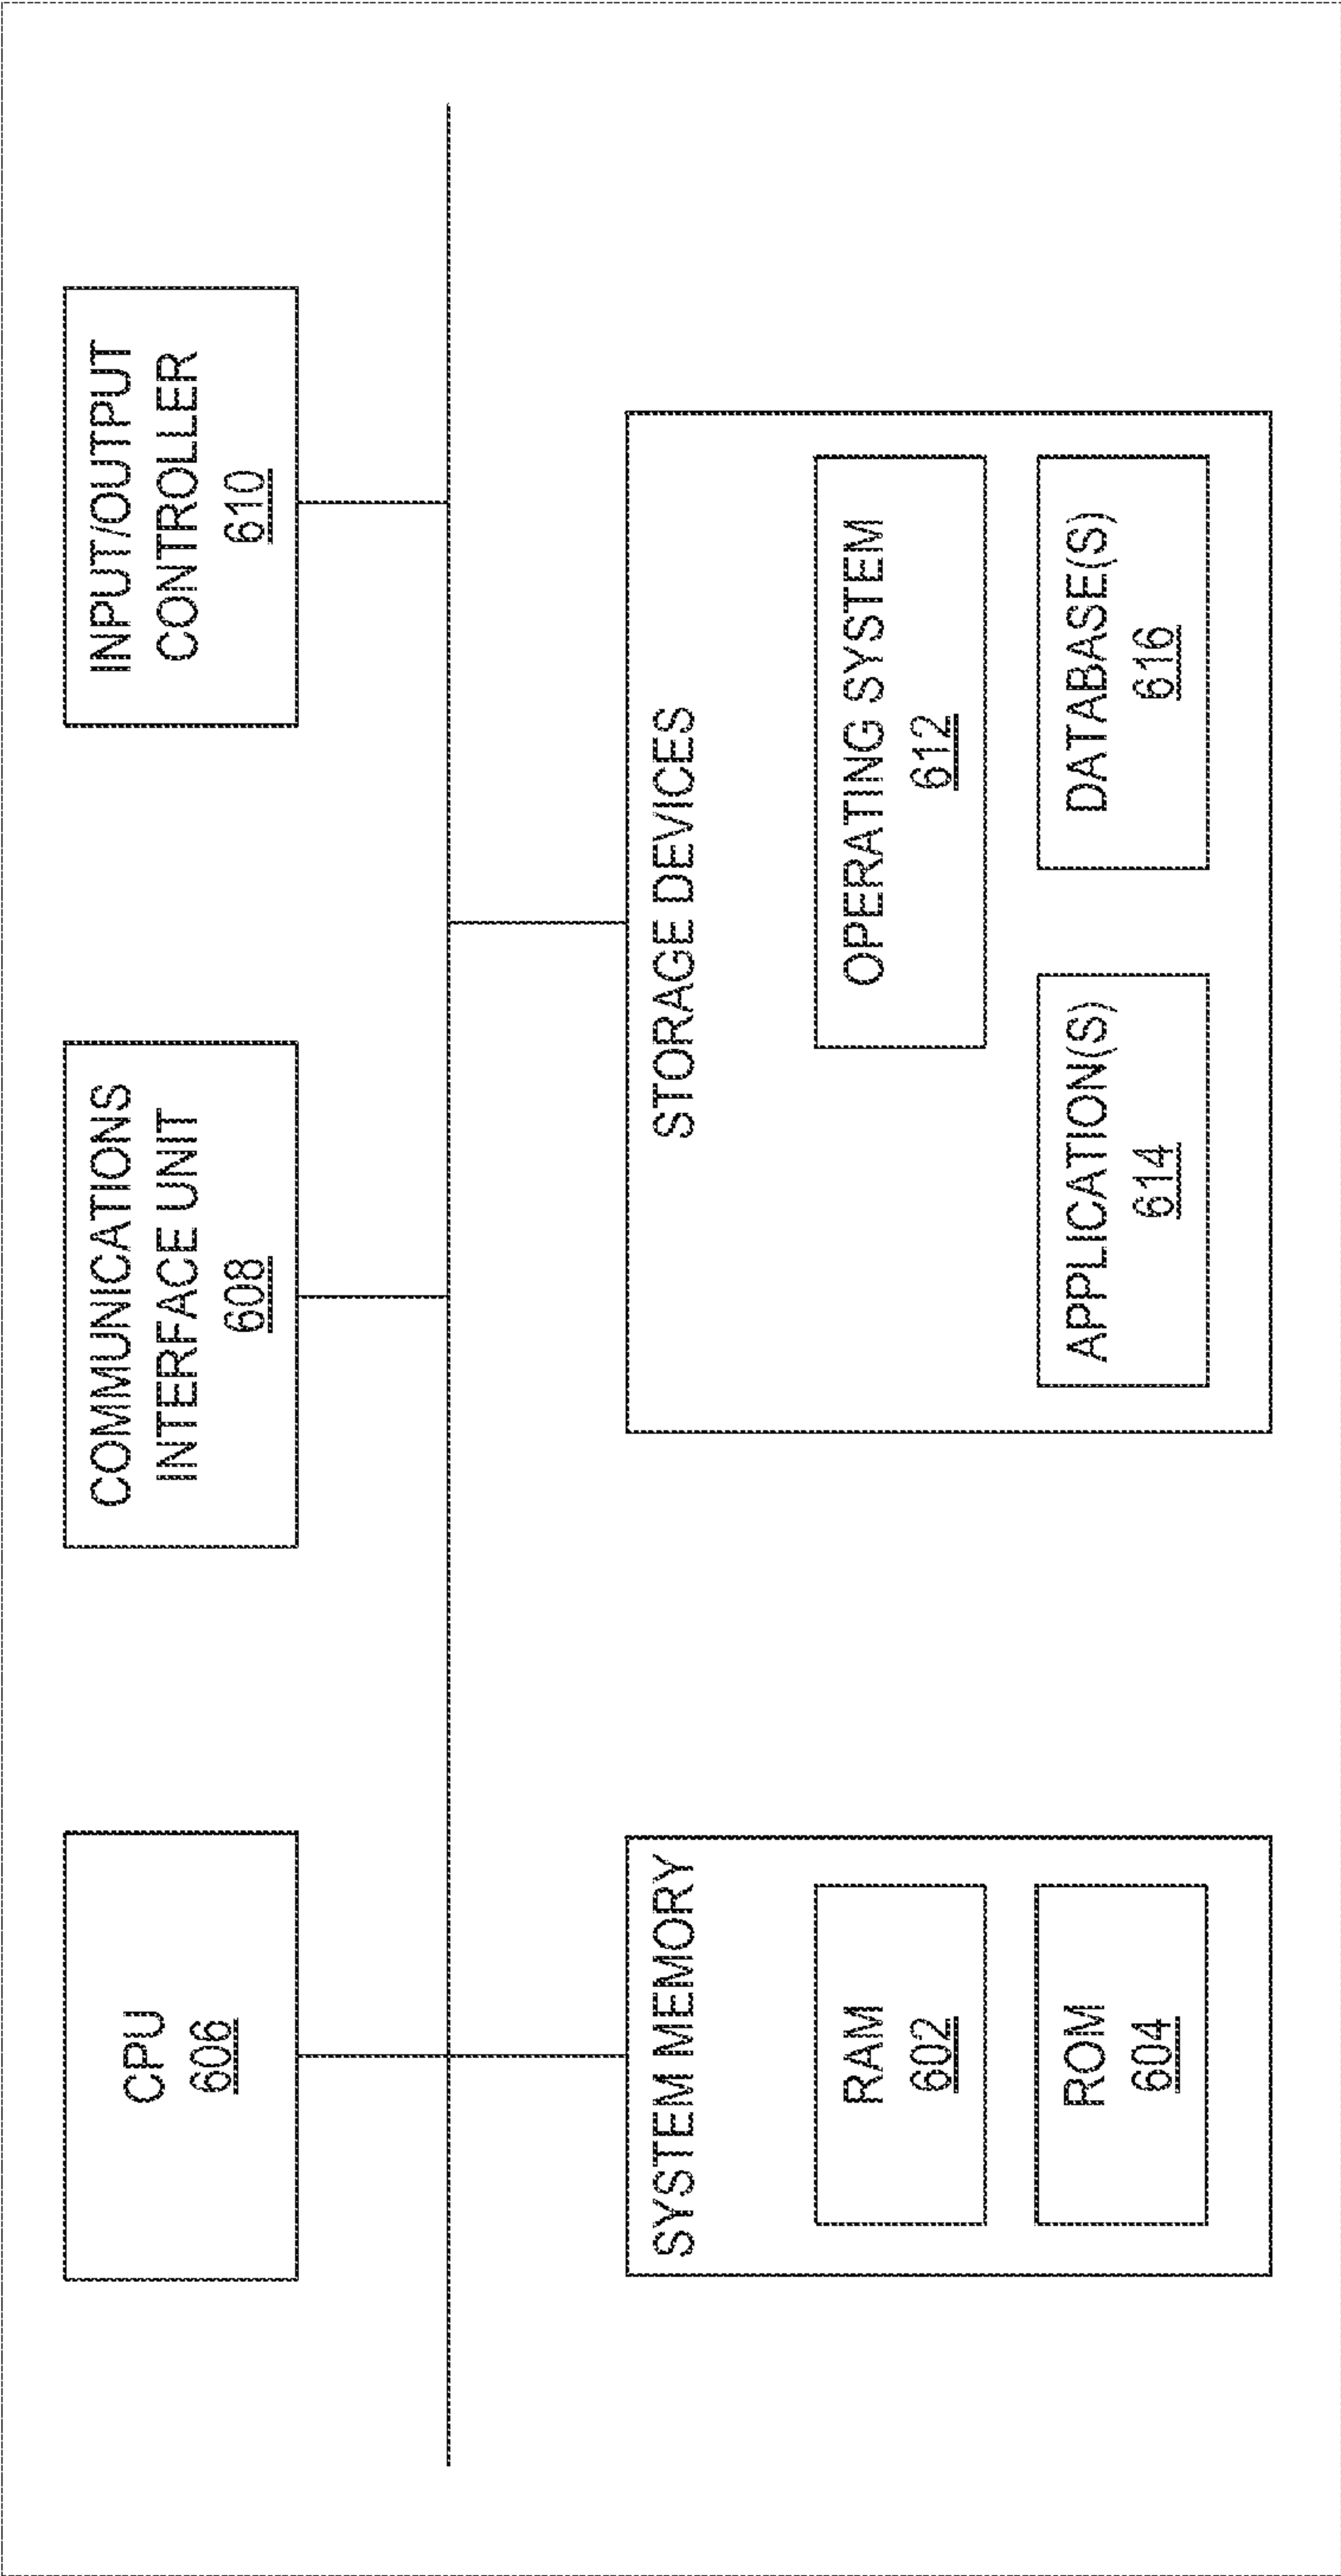 CPU
606
COMMUNICATIONS
INTERFACE UNIT
608
INPUT/OUTPUT
CONTROLLER
610
SYSTEM MEMORY
RAM
602
ROM
604
STORAGE DEVICES
OPERATING SYSTEM
612
APPLICATION(S)
614
DATABASE(S)
616